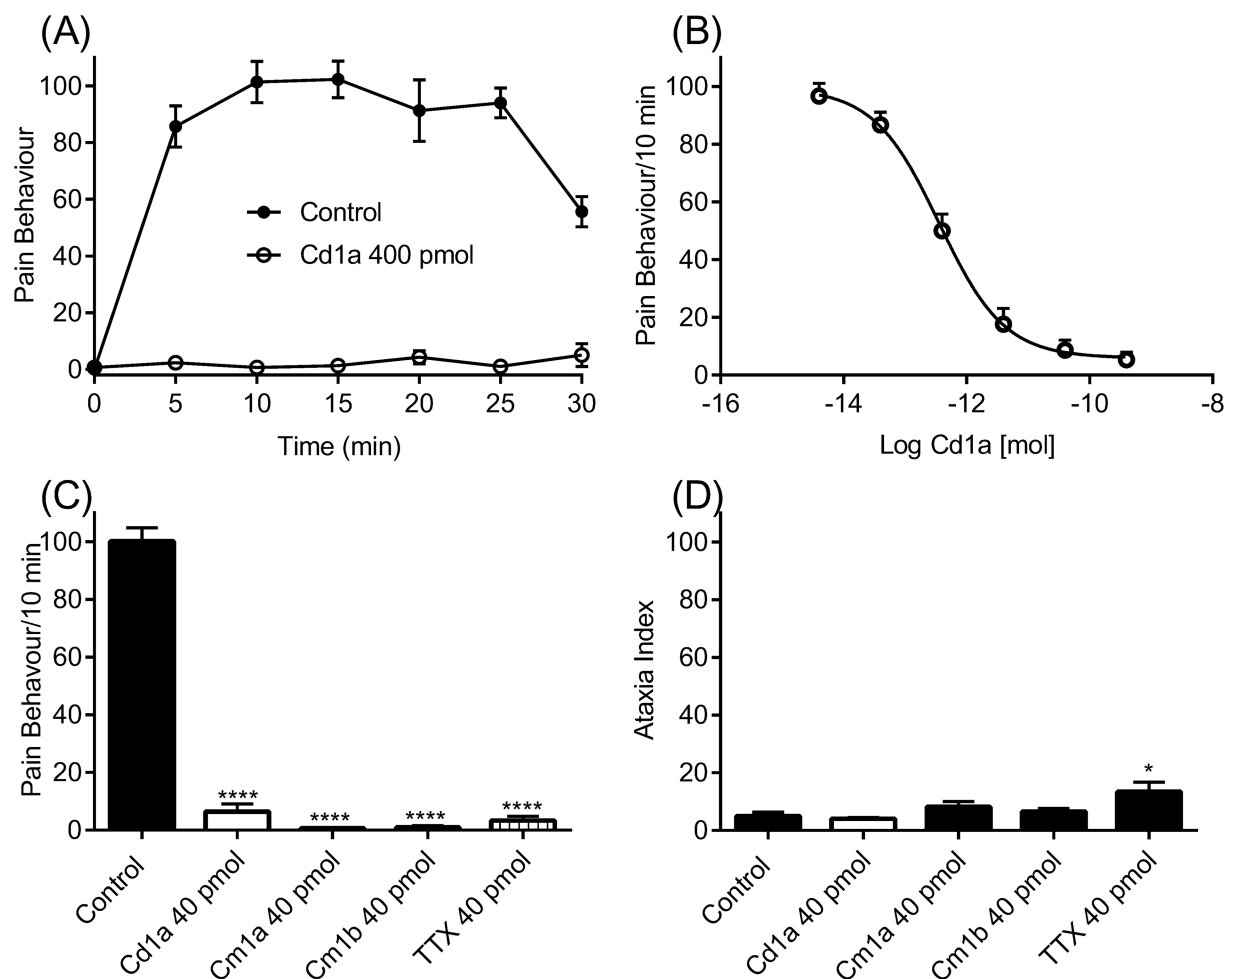 (A)
Pain Behaviour
100
80
60
40
20
0
Control
Cd1a 400 pmol
0 5 10 15 20 25 30
Time (min)
(B)
Pain Behaviour/10 min
100
80
60
40
20
0
-16 -14 -12 -10 -8
Log Cd1a [mol]
(C)
Pain Behavour/10 min
100
80
60
40
20
0
**** **** **** ****
Control
Cd1a 40 pmol
Cm1a 40 pmol
Cm1b 40 pmol
TTX 40 pmol
(D)
Ataxia Index
100
80
60
40
20
0
*
Control
Cd1a 40 pmol
Cm1a 40 pmol
Cm1b 40 pmol
TTX 40 pmol